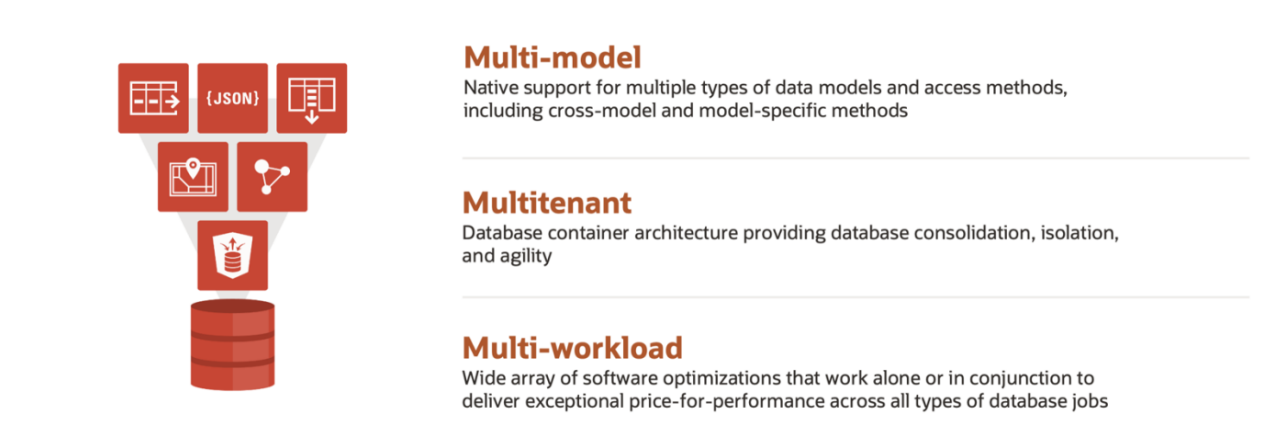 {JSON}
Multi-model
Native support for multiple types of data models and access methods,
including cross-model and model-specific methods
Multitenant
Database container architecture providing database consolidation, isolation,
and agility
Multi-workload
Wide array of software optimizations that work alone or in conjunction to
deliver exceptional price-for-performance across all types of database jobs